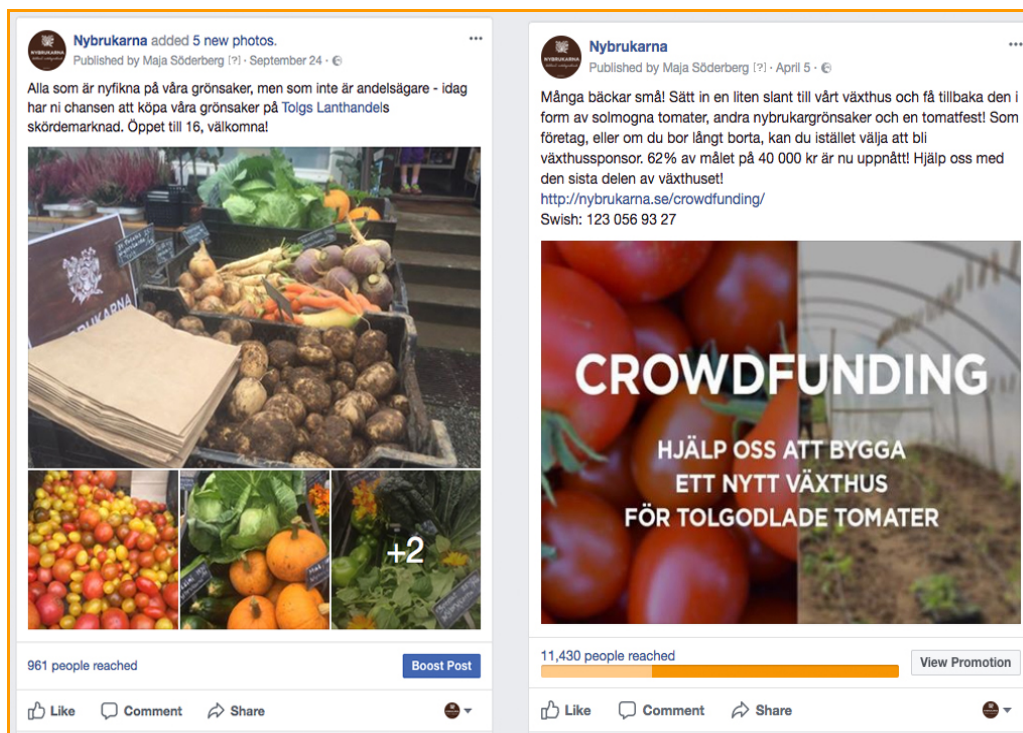 Nybrukarna added 5 new photos.
Published by Maja Söderberg [?] · September 24 ·
Alla som är nyfikna på våra grönsaker, men som inte är andelsägare - idag
har ni chansen att köpa våra grönsaker på Tolgs Lanthandels
skördemarknad. Öppet till 16, välkomna!
+2
961 people reached
Boost Post
Like
Comment
Share
Nybrukarna
Published by Maja Söderberg [?] · April 5 ·
Många bäckar små! Sätt in en liten slant till vårt växthus och få tillbaka den i
form av solmogna tomater, andra nybrukargrönsaker och en tomatfest! Som
företag, eller om du bor långt borta, kan du istället välja att bli
växthussponsor. 62% av målet på 40 000 kr är nu uppnått! Hjälp oss med
den sista delen av växthuset!
http://nybrukarna.se/crowdfunding/
Swish: 123 056 93 27
CROWDFUNDING
HJÄLP OSS ATT BYGGA
ETT NYTT VÄXTHUS
FÖR TOLGODLADE TOMATER
11,430 people reached
View Promotion
Like
Comment
Share